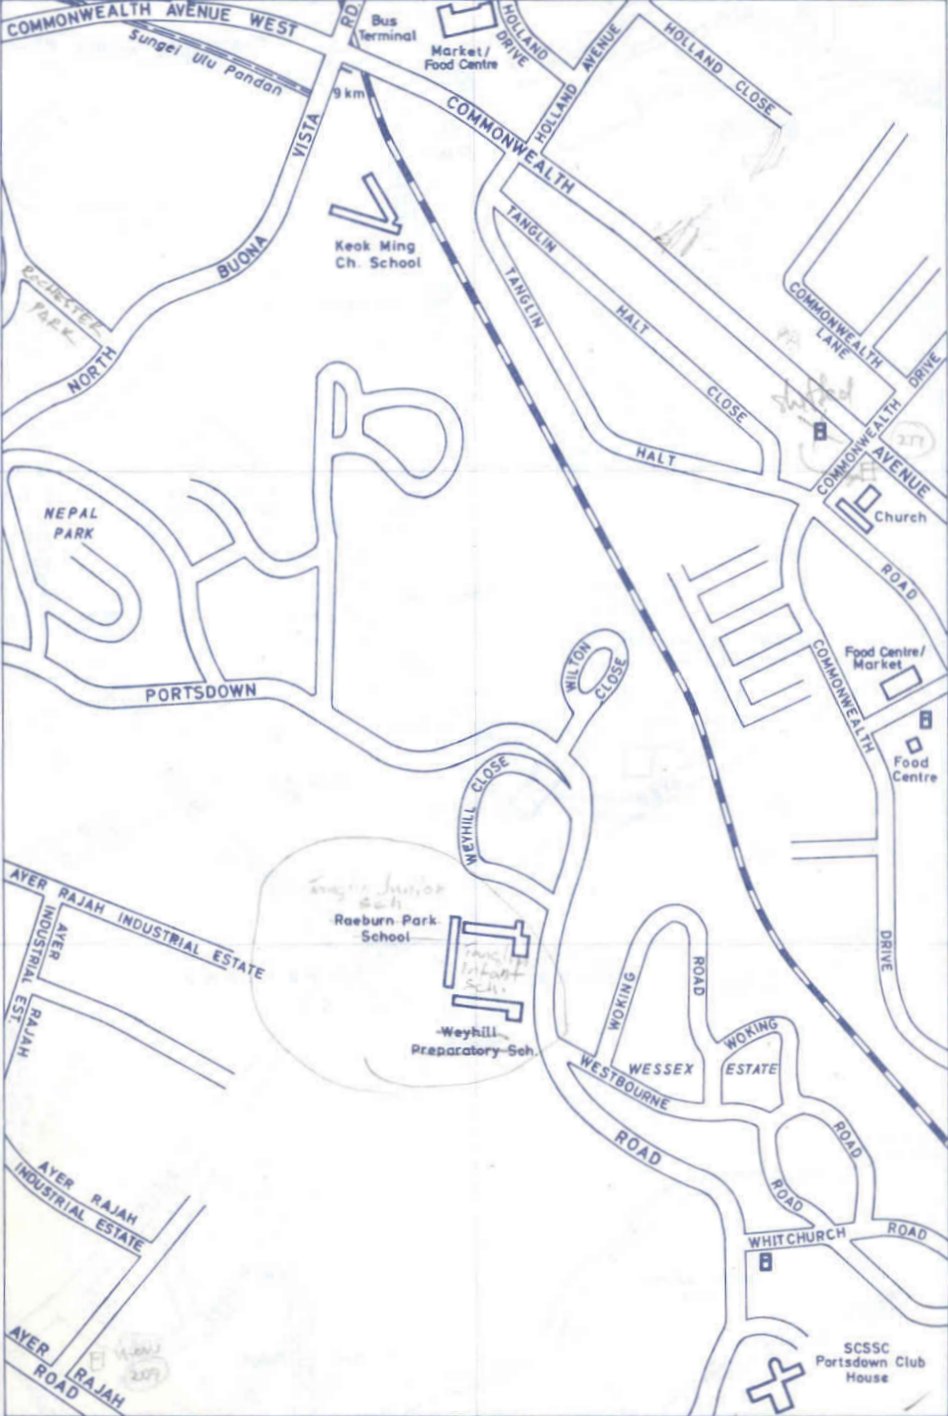 COMMONWEALTH AVENUE WEST
RD
Bus
Terminal
Market/
Food Centre
HOLLAND
DRIVE
HOLLAND AVENUE
HOLLAND CLOSE
Sungei Ulu Pandan
9 km
COMMONWEALTH
VISTA
BUONA
NORTH
Keok Ming
Ch. School
ROCHESTER
PARK
TANGLIN
HALT
CLOSE
TANGLIN
HALT
COMMONWEALTH
LANE
COMMONWEALTH
DRIVE
shifted
AVENUE
Church
ROAD
NEPAL
PARK
PORTSDOWN
WILTON
CLOSE
WEYHILL CLOSE
COMMONWEALTH
DRIVE
Food Centre/
Market
Food
Centre
AYER RAJAH INDUSTRIAL ESTATE
AYER RAJAH
INDUSTRIAL EST.
Tanglin Junior
Sch.
Raeburn Park
School
Tanglin
Infant
Sch.
Weyhill
Preparatory Sch.
WOKING
ROAD
WOKING
ROAD
WESSEX
ESTATE
WESTBOURNE
ROAD
ROAD
WHITCHURCH
ROAD
AYER RAJAH
INDUSTRIAL ESTATE
AYER RAJAH
ROAD
SCSSC
Portsdown Club
House